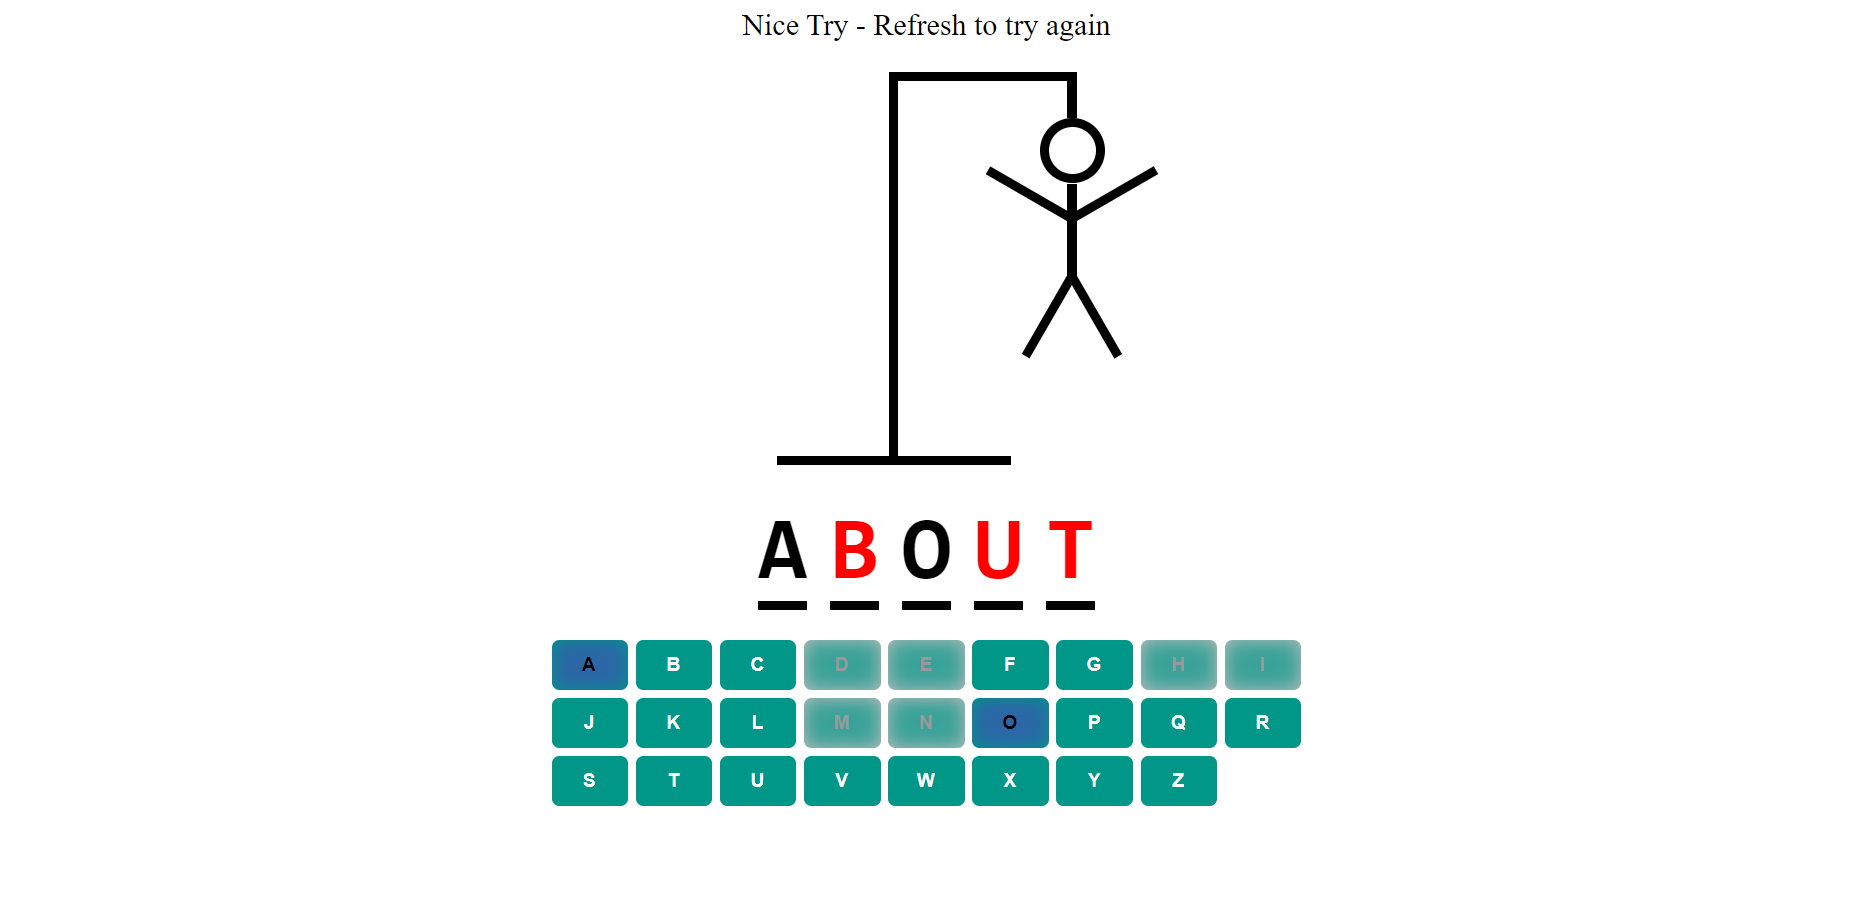 Nice Try - Refresh to try again
A B O U T
A B C D E F G H I
J K L M N O P Q R
S T U V W X Y Z